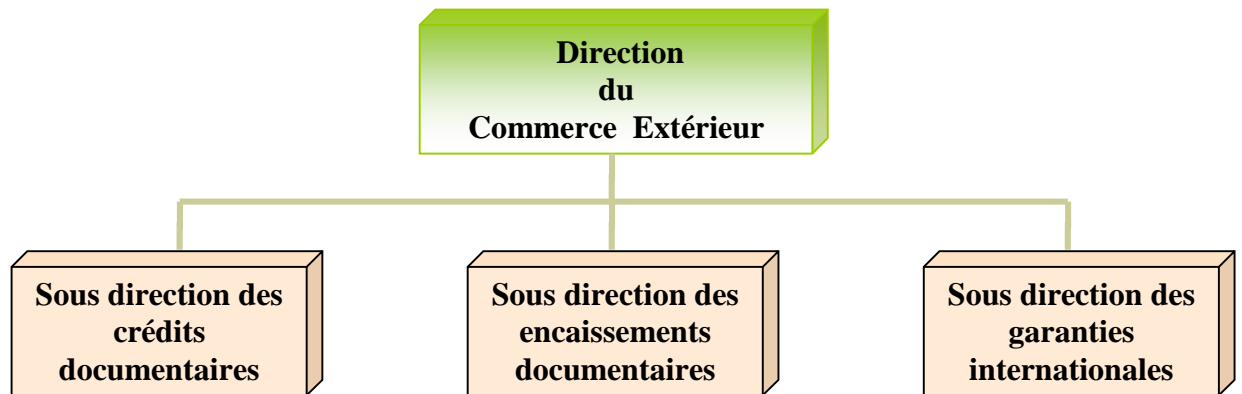 Direction
du
Commerce Extérieur
Sous direction des
crédits
documentaires
Sous direction des
encaissements
documentaires
Sous direction des
garanties
internationales